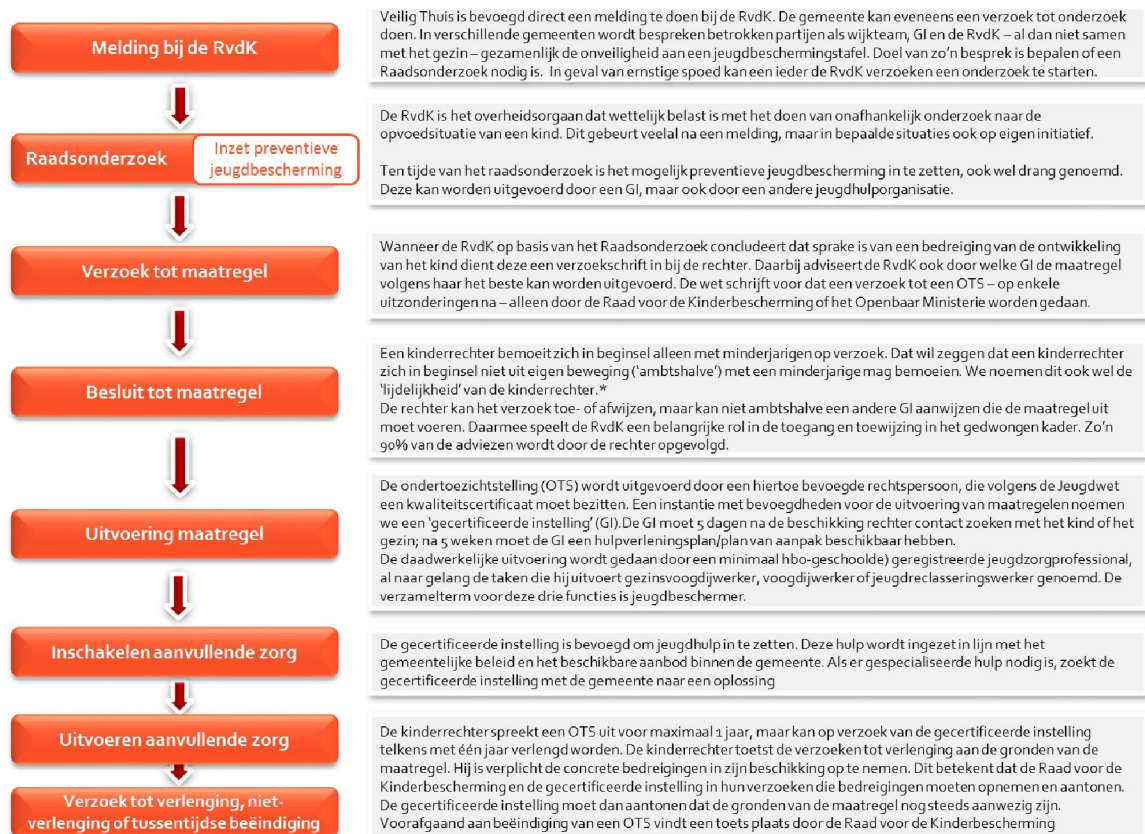 Melding bij de RvdK
Veilig Thuis is bevoegd direct een melding te doen bij de RvdK. De gemeente kan eveneens een verzoek tot onderzoek
doen. In verschillende gemeenten wordt bespreken betrokken partijen als wijkteam, GI en de RvdK – al dan niet samen
met het gezin – gezamenlijk de onveiligheid aan een jeugdbeschermingstafel. Doel van zo'n besprek is bepalen of een
Raadsonderzoek nodig is. In geval van ernstige spoed kan een ieder de RvdK verzoeken een onderzoek te starten.
Raadsonderzoek
Inzet preventieve
jeugdbescherming
De RvdK is het overheidsorgaan dat wettelijk belast is met het doen van onafhankelijk onderzoek naar de
opvoedsituatie van een kind. Dit gebeurt veelal na een melding, maar in bepaalde situaties ook op eigen initiatief.
Ten tijde van het raadsonderzoek is het mogelijk preventieve jeugdbescherming in te zetten, ook wel drang genoemd.
Deze kan worden uitgevoerd door een GI, maar ook door een andere jeugdhulporganisatie.
Verzoek tot maatregel
Wanneer de RvdK op basis van het Raadsonderzoek concludeert dat sprake is van een bedreiging van de ontwikkeling
van het kind dient deze een verzoekschrift in bij de rechter. Daarbij adviseert de RvdK ook door welke GI de maatregel
volgens haar het beste kan worden uitgevoerd. De wet schrijft voor dat een verzoek tot een OTS – op enkele
uitzonderingen na – alleen door de Raad voor de Kinderbescherming of het Openbaar Ministerie worden gedaan.
Besluit tot maatregel
Een kinderrechter bemoeit zich in beginsel alleen met minderjarigen op verzoek. Dat wil zeggen dat een kinderrechter
zich in beginsel niet uit eigen beweging ('ambtshalve') met een minderjarige mag bemoeien. We noemen dit ook wel de
'lijdelijkheid' van de kinderrechter.*
De rechter kan het verzoek toe- of afwijzen, maar kan niet ambtshalve een andere GI aanwijzen die de maatregel uit
moet voeren. Daarmee speelt de RvdK een belangrijke rol in de toegang en toewijzing in het gedwongen kader. Zo'n
90% van de adviezen wordt door de rechter opgevolgd.
Uitvoering maatregel
De ondertoezichtstelling (OTS) wordt uitgevoerd door een hiertoe bevoegde rechtspersoon, die volgens de Jeugdwet
een kwaliteitscertificaat moet bezitten. Een instantie met bevoegdheden voor de uitvoering van maatregelen noemen
we een 'gecertificeerde instelling' (GI).De GI moet 5 dagen na de beschikking rechter contact zoeken met het kind of het
gezin; na 5 weken moet de GI een hulpverleningsplan/plan van aanpak beschikbaar hebben.
De daadwerkelijke uitvoering wordt gedaan door een minimaal hbo-geschoolde) geregistreerde jeugdzorgprofessional,
al naar gelang de taken die hij uitvoert gezinsvoogdijwerker, voogdijwerker of jeugdreclasseringswerker genoemd. De
verzamelterm voor deze drie functies is jeugdbeschermer.
Inschakelen aanvullende zorg
De gecertificeerde instelling is bevoegd om jeugdhulp in te zetten. Deze hulp wordt ingezet in lijn met het
gemeentelijke beleid en het beschikbare aanbod binnen de gemeente. Als er gespecialiseerde hulp nodig is, zoekt de
gecertificeerde instelling met de gemeente naar een oplossing
Uitvoeren aanvullende zorg
De kinderrechter spreekt een OTS uit voor maximaal 1 jaar, maar kan op verzoek van de gecertificeerde instelling
telkens met één jaar verlengd worden. De kinderrechter toetst de verzoeken tot verlenging aan de gronden van de
maatregel. Hij is verplicht de concrete bedreigingen in zijn beschikking op te nemen. Dit betekent dat de Raad voor de
Kinderbescherming en de gecertificeerde instelling in hun verzoeken die bedreigingen moeten opnemen en aantonen.
De gecertificeerde instelling moet dan aantonen dat de gronden van de maatregel nog steeds aanwezig zijn.
Voorafgaand aan beëindiging van een OTS vindt een toets plaats door de Raad voor de Kinderbescherming
Verzoek tot verlenging, niet-
verlenging of tussentijdse beëindiging